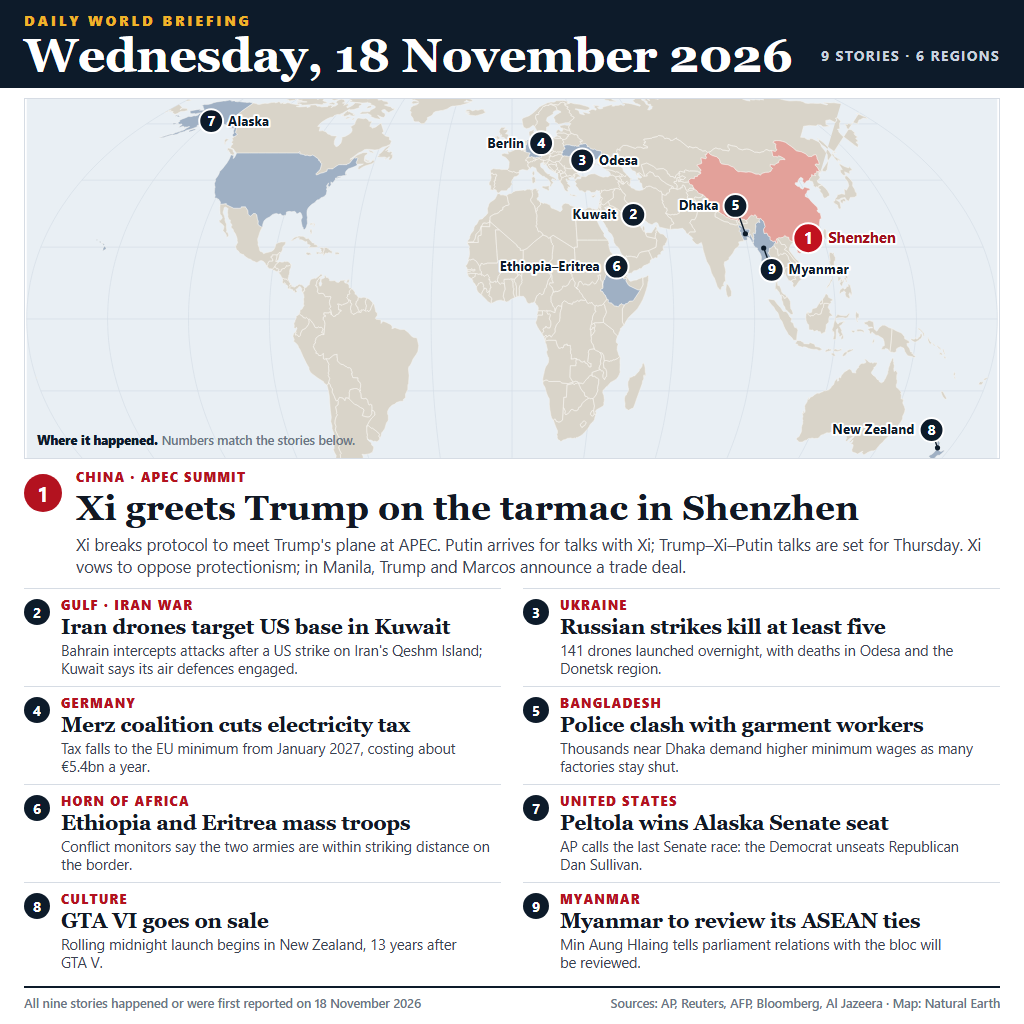 DAILY WORLD BRIEFING
Wednesday, 18 November 2026
9 STORIES · 6 REGIONS
7 Alaska
Berlin 4
3 Odesa
Dhaka 5
Kuwait 2
1 Shenzhen
Ethiopia–Eritrea 6
9 Myanmar
New Zealand 8
Where it happened. Numbers match the stories below.
1
CHINA · APEC SUMMIT
Xi greets Trump on the tarmac in Shenzhen
Xi breaks protocol to meet Trump's plane at APEC. Putin arrives for talks with Xi; Trump–Xi–Putin talks are set for Thursday. Xi
vows to oppose protectionism; in Manila, Trump and Marcos announce a trade deal.
2
GULF · IRAN WAR
Iran drones target US base in Kuwait
Bahrain intercepts attacks after a US strike on Iran's Qeshm Island;
Kuwait says its air defences engaged.
3
UKRAINE
Russian strikes kill at least five
141 drones launched overnight, with deaths in Odesa and the
Donetsk region.
4
GERMANY
Merz coalition cuts electricity tax
Tax falls to the EU minimum from January 2027, costing about
€5.4bn a year.
5
BANGLADESH
Police clash with garment workers
Thousands near Dhaka demand higher minimum wages as many
factories stay shut.
6
HORN OF AFRICA
Ethiopia and Eritrea mass troops
Conflict monitors say the two armies are within striking distance on
the border.
7
UNITED STATES
Peltola wins Alaska Senate seat
AP calls the last Senate race: the Democrat unseats Republican
Dan Sullivan.
8
CULTURE
GTA VI goes on sale
Rolling midnight launch begins in New Zealand, 13 years after
GTA V.
9
MYANMAR
Myanmar to review its ASEAN ties
Min Aung Hlaing tells parliament relations with the bloc will
be reviewed.
All nine stories happened or were first reported on 18 November 2026
Sources: AP, Reuters, AFP, Bloomberg, Al Jazeera · Map: Natural Earth